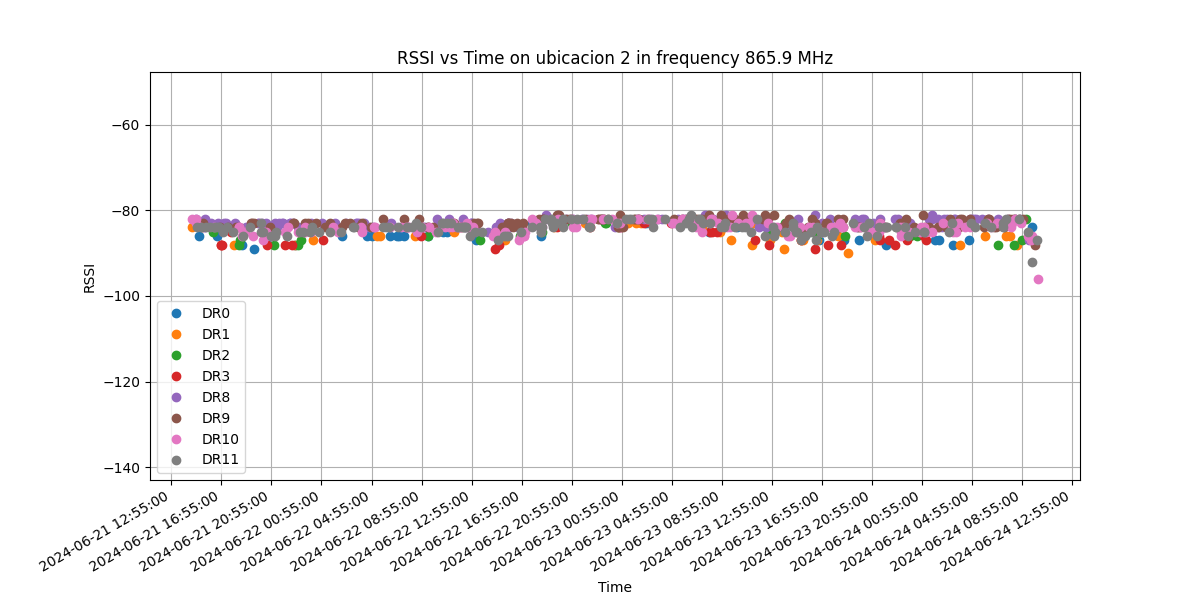 RSSI vs Time on ubicacion 2 in frequency 865.9 MHz
RSSI
−60
−80
−100
−120
−140
DR0
DR1
DR2
DR3
DR8
DR9
DR10
DR11
2024-06-21 12:55:00
2024-06-21 16:55:00
2024-06-21 20:55:00
2024-06-22 00:55:00
2024-06-22 04:55:00
2024-06-22 08:55:00
2024-06-22 12:55:00
2024-06-22 16:55:00
2024-06-22 20:55:00
2024-06-23 00:55:00
2024-06-23 04:55:00
2024-06-23 08:55:00
2024-06-23 12:55:00
2024-06-23 16:55:00
2024-06-23 20:55:00
2024-06-24 00:55:00
2024-06-24 04:55:00
2024-06-24 08:55:00
2024-06-24 12:55:00
Time